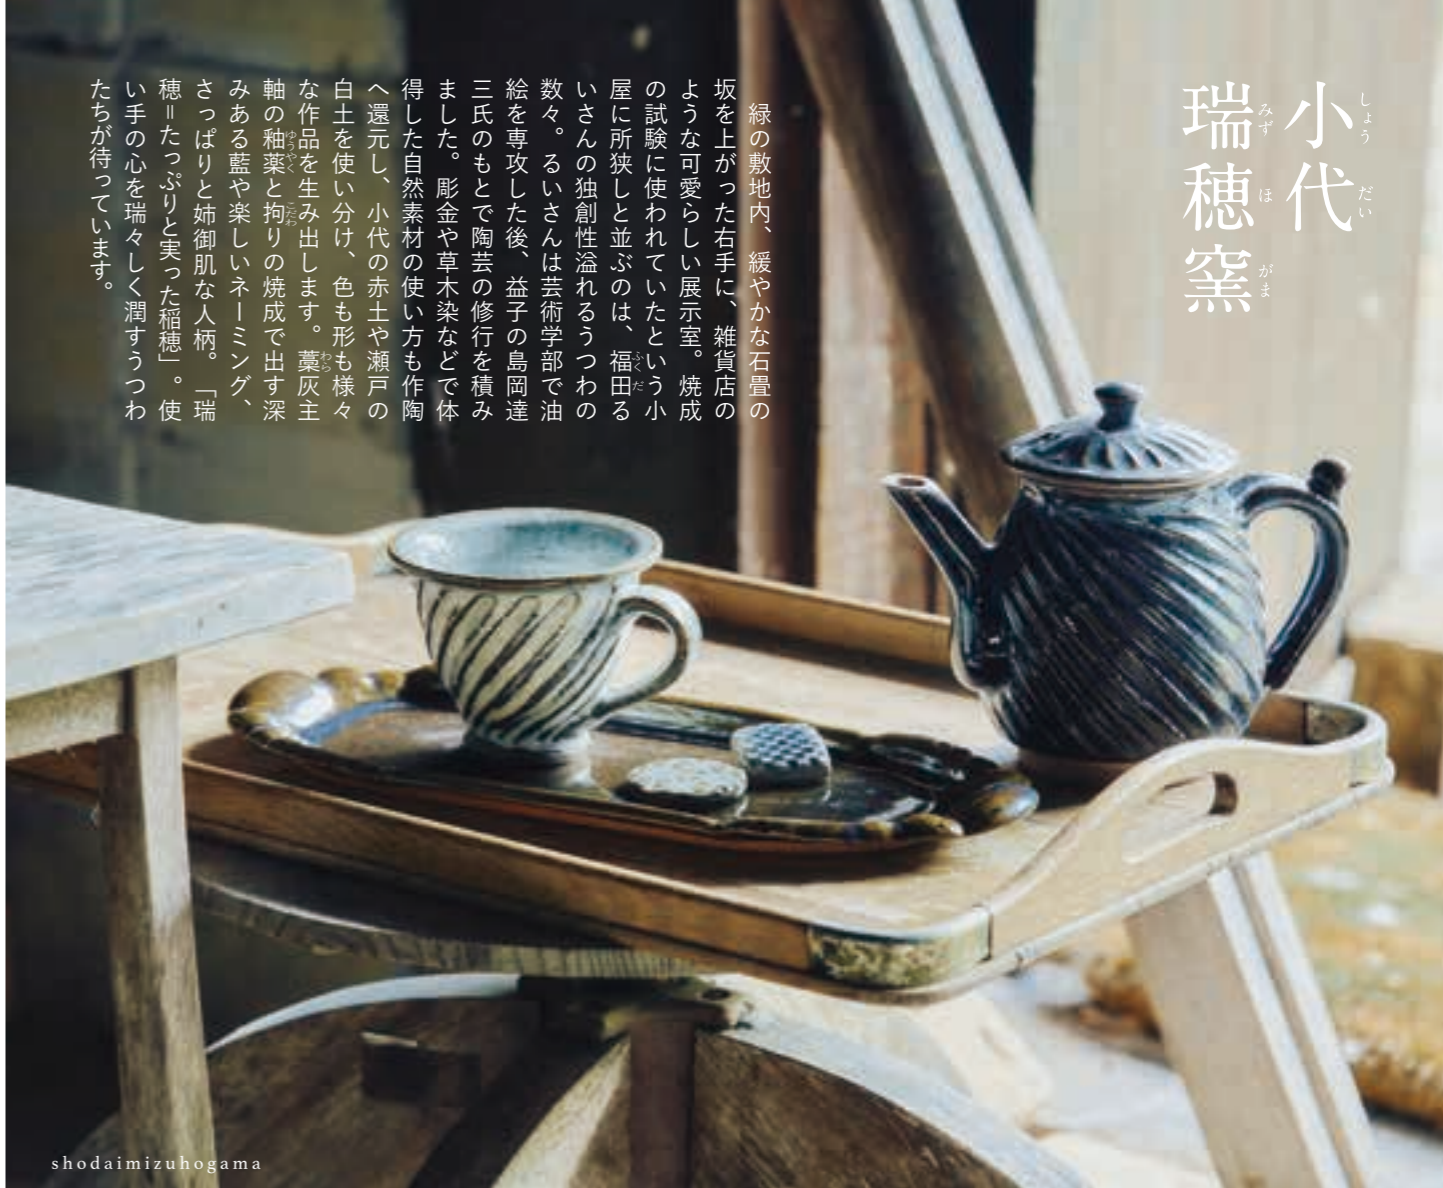 小代
瑞穂窯
しょう だい
みず ほ がま
緑の敷地内、緩やかな石畳の
坂を上がった右手に、雑貨店の
ような可愛らしい展示室。焼成
の試験に使われていたという小
屋に所狭しと並ぶのは、福田る
いさんの独創性溢れるうつわの
数々。るいさんは芸術学部で油
絵を専攻した後、益子の島岡達
三氏のもとで陶芸の修行を積み
ました。彫金や草木染などで体
得した自然素材の使い方も作陶
へ還元し、小代の赤土や瀬戸の
白土を使い分け、色も形も様々
な作品を生み出します。藁灰主
軸の釉薬と拘りの焼成で出す深
みある藍や楽しいネーミング、
さっぱりと姉御肌な人柄。「瑞
穂＝たっぷりと実った稲穂」。使
い手の心を瑞々しく潤すうつわ
たちが待っています。
ふくだ
わら
ゆうやく
こだわ
shodaimizuhogama